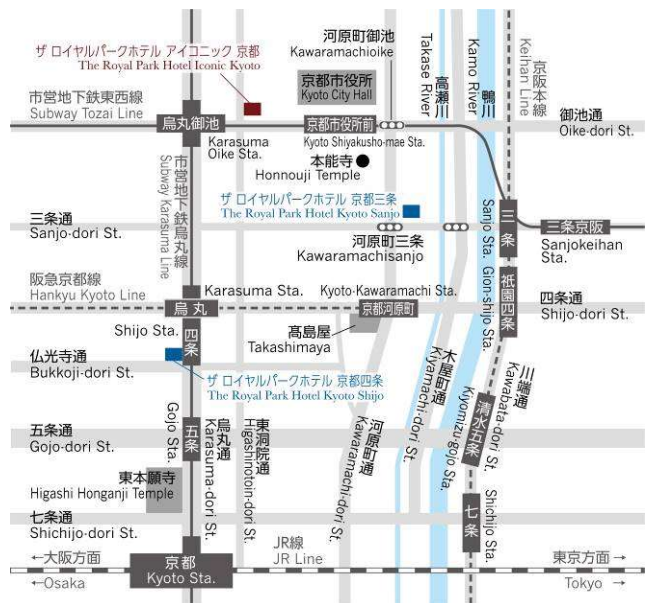 ザ ロイヤルパークホテル アイコニック 京都
The Royal Park Hotel Iconic Kyoto
河原町御池
Kawaramachioike
京都市役所
Kyoto City Hall
高瀬川
Takase River
鴨川
Kamo River
京阪本線
Keihan Line
市営地下鉄東西線
Subway Tozai Line
烏丸御池
Karasuma
Oike Sta.
京都市役所前
Kyoto Shiyakusho-mae Sta.
御池通
Oike-dori St.
本能寺
Honnouji Temple
市営地下鉄烏丸線
Subway Karasuma Line
ザ ロイヤルパークホテル 京都三条
The Royal Park Hotel Kyoto Sanjo
三条通
Sanjo-dori St.
河原町三条
Kawaramachisanjo
三条
Sanjo Sta.
三条京阪
Sanjokeihan
Sta.
阪急京都線
Hankyu Kyoto Line
Karasuma Sta.
烏丸
Kyoto-Kawaramachi Sta.
京都河原町
祇園四条
Gion-shijo Sta.
四条通
Shijo-dori St.
Shijo Sta.
四条
髙島屋
Takashimaya
仏光寺通
Bukkoji-dori St.
ザ ロイヤルパークホテル 京都四条
The Royal Park Hotel Kyoto Shijo
木屋町通
Kiyamachi-dori St.
川端通
Kawabata-dori St.
清水五条
Kiyomizu-gojo Sta.
五条通
Gojo-dori St.
Gojo Sta.
五条
烏丸通
Karasuma-dori St.
東洞院通
Higashinotoin-dori St.
河原町通
Kawaramachi-dori St.
東本願寺
Higashi Honganji Temple
七条通
Shichijo-dori St.
七条
Shichijo Sta.
←大阪方面
←Osaka
京都
Kyoto Sta.
JR線
JR Line
東京方面→
Tokyo→